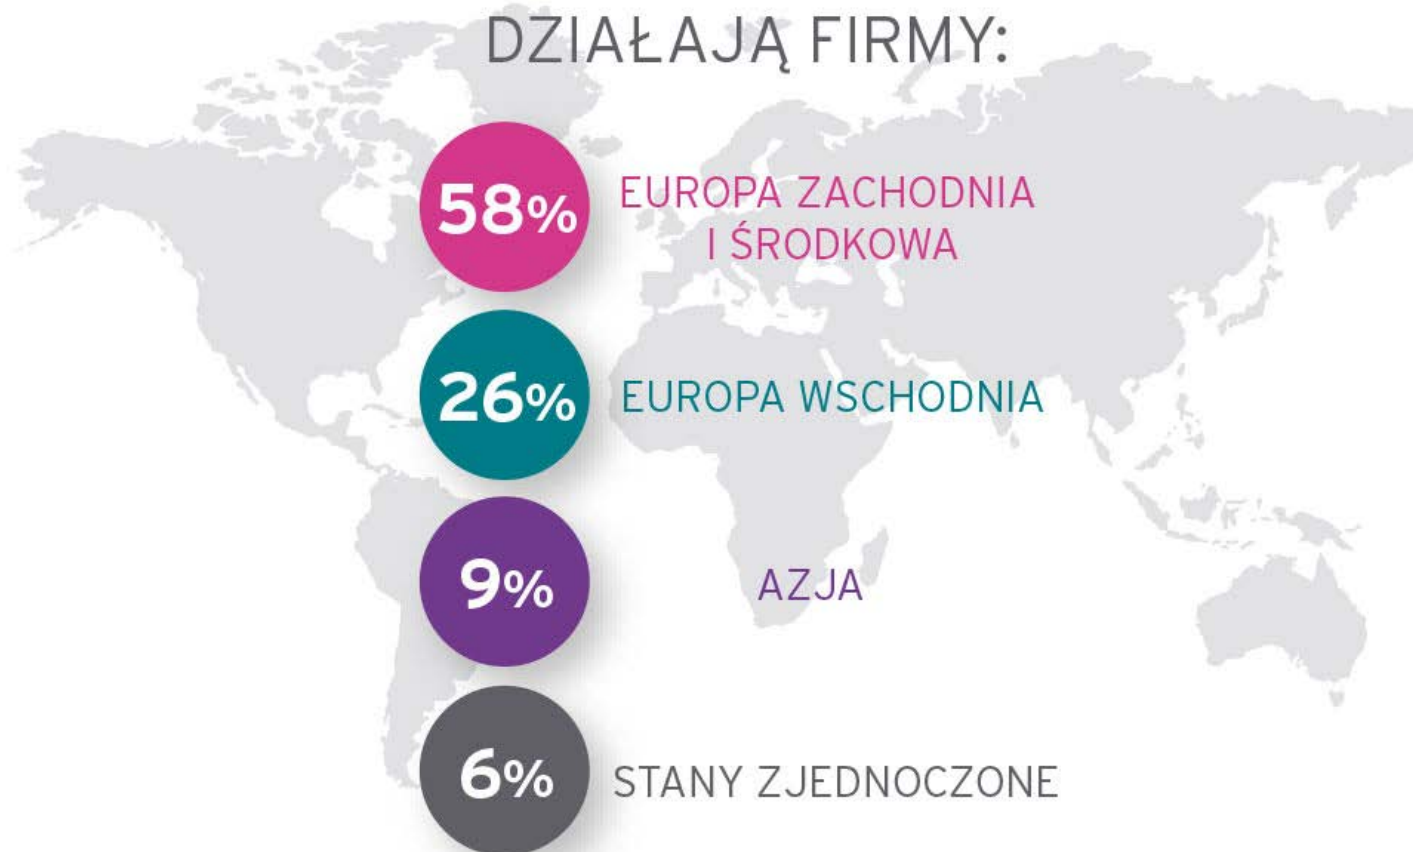 DZIAŁAJĄ FIRMY:
58%
EUROPA ZACHODNIA
I ŚRODKOWA
26%
EUROPA WSCHODNIA
9%
AZJA
6%
STANY ZJEDNOCZONE